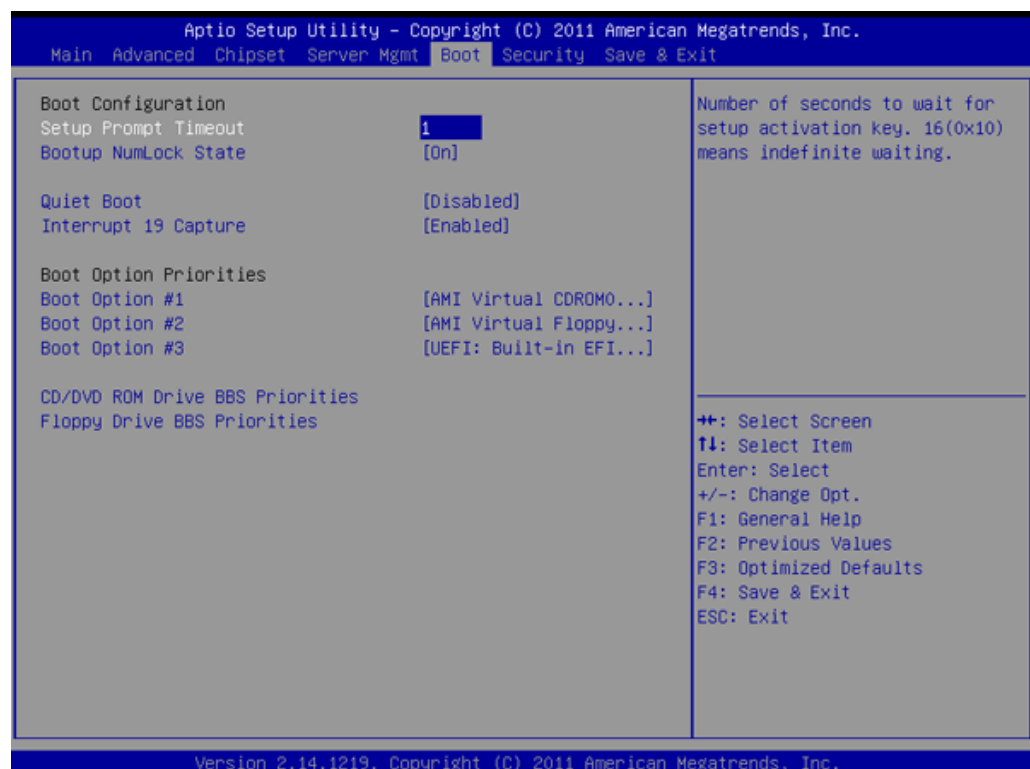 Aptio Setup Utility – Copyright (C) 2011 American Megatrends, Inc.
Main Advanced Chipset Server Mgmt Boot Security Save & Exit
Boot Configuration
Setup Prompt Timeout 1
Bootup NumLock State [On]
Quiet Boot [Disabled]
Interrupt 19 Capture [Enabled]
Boot Option Priorities
Boot Option #1 [AMI Virtual CDROM0...]
Boot Option #2 [AMI Virtual Floppy...]
Boot Option #3 [UEFI: Built-in EFI...]
CD/DVD ROM Drive BBS Priorities
Floppy Drive BBS Priorities
Number of seconds to wait for
setup activation key. 16(0x10)
means indefinite waiting.
→←: Select Screen
↑↓: Select Item
Enter: Select
+/-: Change Opt.
F1: General Help
F2: Previous Values
F3: Optimized Defaults
F4: Save & Exit
ESC: Exit
Version 2.14.1219. Copyright (C) 2011 American Megatrends, Inc.